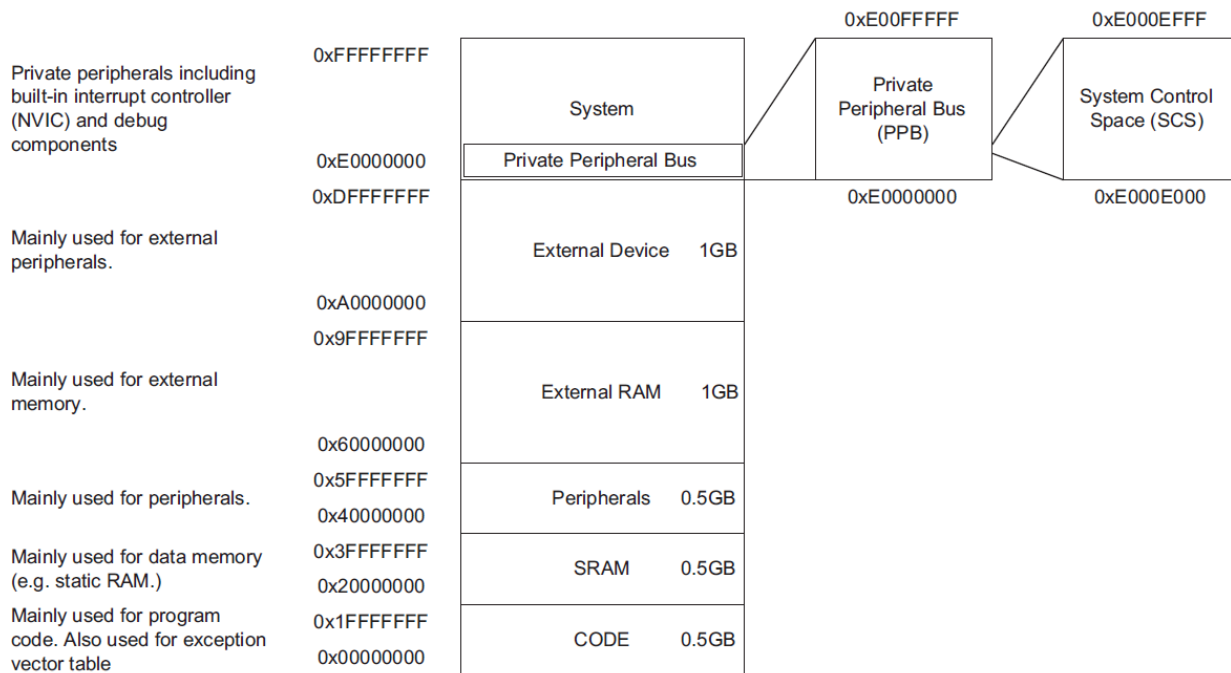 0xE00FFFFF
0xE000EFFF
0xFFFFFFFF
Private peripherals including
built-in interrupt controller
(NVIC) and debug
components
System
Private
Peripheral Bus
(PPB)
System Control
Space (SCS)
0xE0000000
Private Peripheral Bus
0xDFFFFFFF
0xE0000000
0xE000E000
Mainly used for external
peripherals.
External Device 1GB
0xA0000000
0x9FFFFFFF
Mainly used for external
memory.
External RAM 1GB
0x60000000
0x5FFFFFFF
Mainly used for peripherals.
Peripherals 0.5GB
0x40000000
0x3FFFFFFF
Mainly used for data memory
(e.g. static RAM.)
SRAM 0.5GB
0x20000000
Mainly used for program
code. Also used for exception
vector table
0x1FFFFFFF
CODE 0.5GB
0x00000000